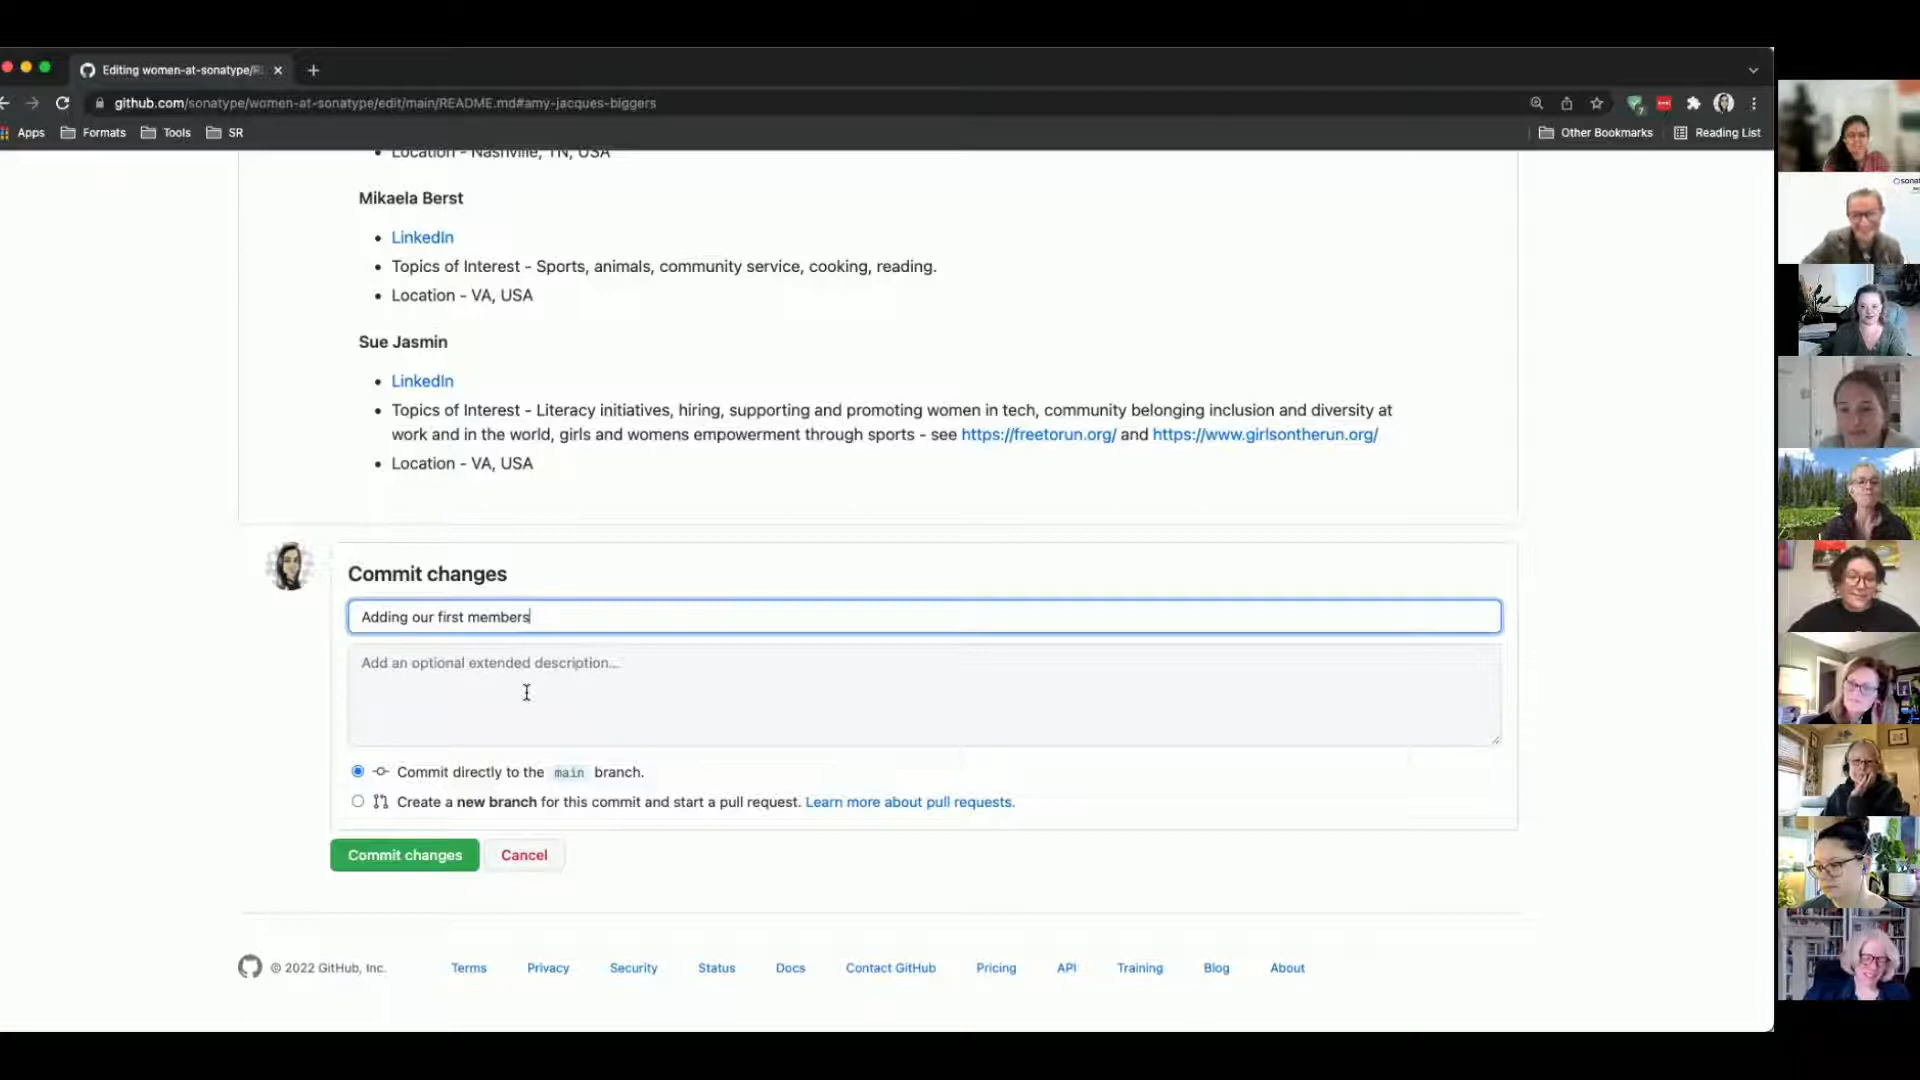 Editing women-at-sonatype/R
github.com/sonatype/women-at-sonatype/edit/main/README.md#amy-jacques-biggers
Apps
Formats
Tools
SR
Other Bookmarks
Reading List
Location - Nashville, TN, USA
Mikaela Berst
LinkedIn
Topics of Interest - Sports, animals, community service, cooking, reading.
Location - VA, USA
Sue Jasmin
LinkedIn
Topics of Interest - Literacy initiatives, hiring, supporting and promoting women in tech, community belonging inclusion and diversity at
work and in the world, girls and womens empowerment through sports - see https://freetorun.org/ and https://www.girlsontherun.org/
Location - VA, USA
Commit changes
Adding our first members
Add an optional extended description...
Commit directly to the main branch.
Create a new branch for this commit and start a pull request. Learn more about pull requests.
Commit changes
Cancel
© 2022 GitHub, Inc.
Terms
Privacy
Security
Status
Docs
Contact GitHub
Pricing
API
Training
Blog
About
sonat